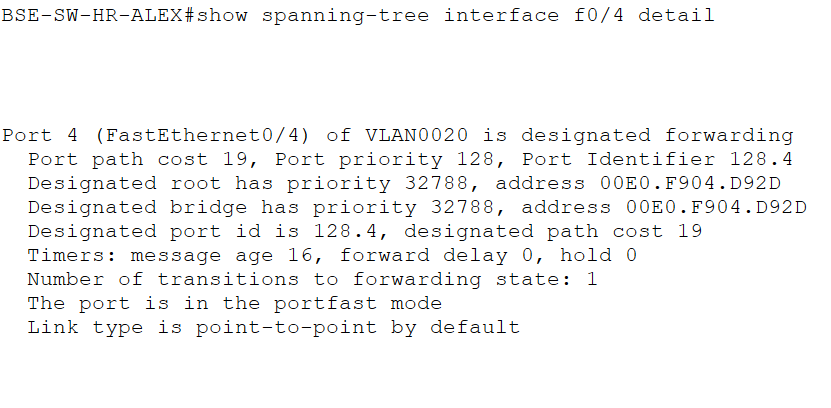 BSE-SW-HR-ALEX#show spanning-tree interface f0/4 detail
Port 4 (FastEthernet0/4) of VLAN0020 is designated forwarding
Port path cost 19, Port priority 128, Port Identifier 128.4
Designated root has priority 32788, address 00E0.F904.D92D
Designated bridge has priority 32788, address 00E0.F904.D92D
Designated port id is 128.4, designated path cost 19
Timers: message age 16, forward delay 0, hold 0
Number of transitions to forwarding state: 1
The port is in the portfast mode
Link type is point-to-point by default